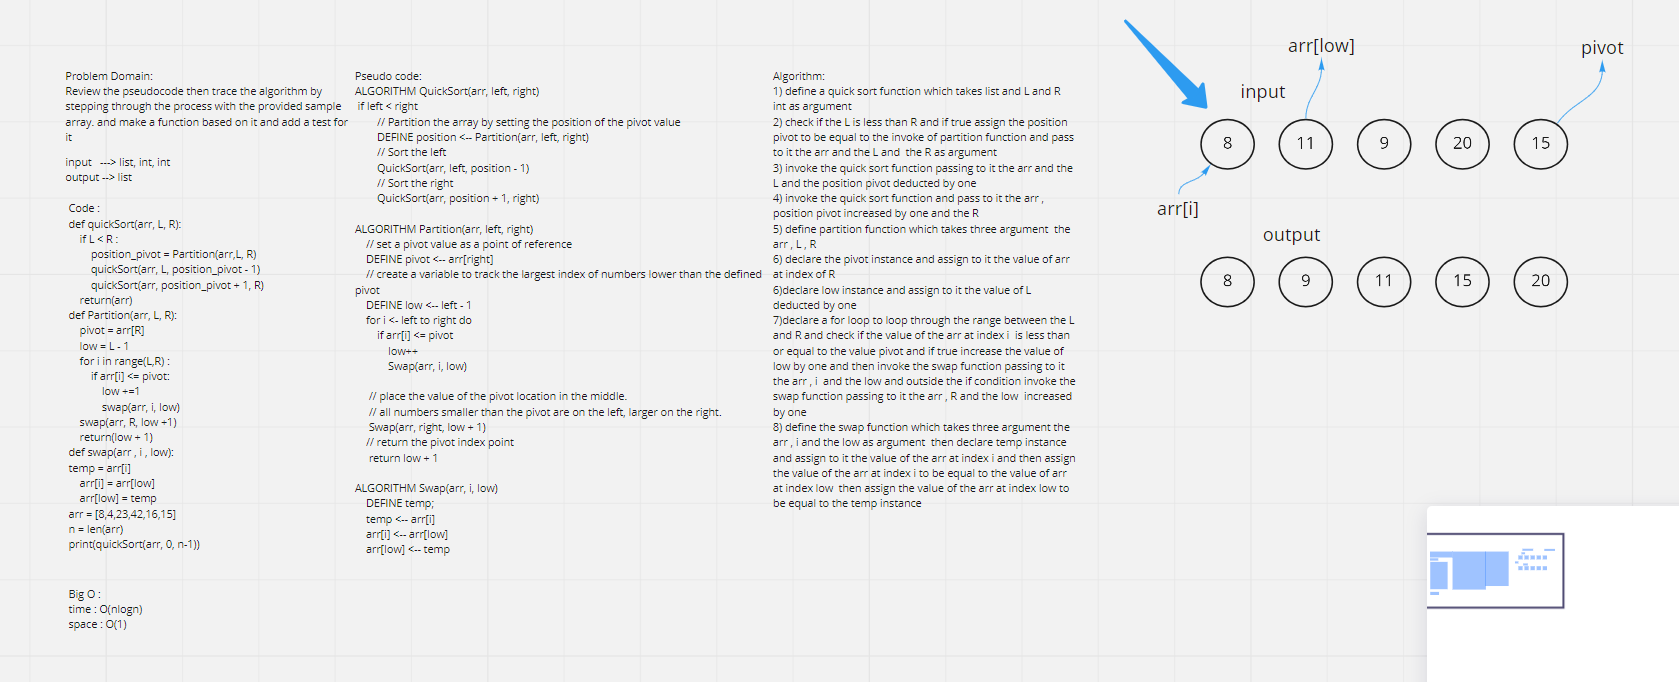 Problem Domain:
Review the pseudocode then trace the algorithm by
stepping through the process with the provided sample
array. and make a function based on it and add a test for
it
input   ---> list, int, int
output --> list
Code :
def quickSort(arr, L, R):
if L < R :
position_pivot = Partition(arr,L, R)
quickSort(arr, L, position_pivot - 1)
quickSort(arr, position_pivot + 1, R)
return(arr)
def Partition(arr, L, R):
pivot = arr[R]
low = L - 1
for i in range(L,R) :
if arr[i] <= pivot:
low +=1
swap(arr, i, low)
swap(arr, R, low +1)
return(low + 1)
def swap(arr , i , low):
temp = arr[i]
arr[i] = arr[low]
arr[low] = temp
arr = [8,4,23,42,16,15]
n = len(arr)
print(quickSort(arr, 0, n-1))
Big O :
time : O(nlogn)
space : O(1)
Pseudo code:
ALGORITHM QuickSort(arr, left, right)
if left < right
// Partition the array by setting the position of the pivot value
DEFINE position <-- Partition(arr, left, right)
// Sort the left
QuickSort(arr, left, position - 1)
// Sort the right
QuickSort(arr, position + 1, right)
ALGORITHM Partition(arr, left, right)
// set a pivot value as a point of reference
DEFINE pivot <-- arr[right]
// create a variable to track the largest index of numbers lower than the defined
pivot
DEFINE low <-- left - 1
for i <- left to right do
if arr[i] <= pivot
low++
Swap(arr, i, low)
// place the value of the pivot location in the middle.
// all numbers smaller than the pivot are on the left, larger on the right.
Swap(arr, right, low + 1)
// return the pivot index point
return low + 1
ALGORITHM Swap(arr, i, low)
DEFINE temp;
temp <-- arr[i]
arr[i] <-- arr[low]
arr[low] <-- temp
Algorithm:
1) define a quick sort function which takes list and L and R
int as argument
2) check if the L is less than R and if true assign the position
pivot to be equal to the invoke of partition function and pass
to it the arr and the L and  the R as argument
3) invoke the quick sort function passing to it the arr and the
L and the position pivot deducted by one
4) invoke the quick sort function and pass to it the arr ,
position pivot increased by one and the R
5) define partition function which takes three argument  the
arr , L , R
6) declare the pivot instance and assign to it the value of arr
at index of R
6)declare low instance and assign to it the value of L
deducted by one
7)declare a for loop to loop through the range between the L
and R and check if the value of the arr at index i  is less than
or equal to the value pivot and if true increase the value of
low by one and then invoke the swap function passing to it
the arr , i  and the low and outside the if condition invoke the
swap function passing to it the arr , R and the low  increased
by one
8) define the swap function which takes three argument the
arr , i and the low as argument  then declare temp instance
and assign to it the value of the arr at index i and then assign
the value of the arr at index i to be equal to the value of arr
at index low  then assign the value of the arr at index low to
be equal to the temp instance
arr[low]
pivot
input
8 11 9 20 15
arr[i]
output
8 9 11 15 20